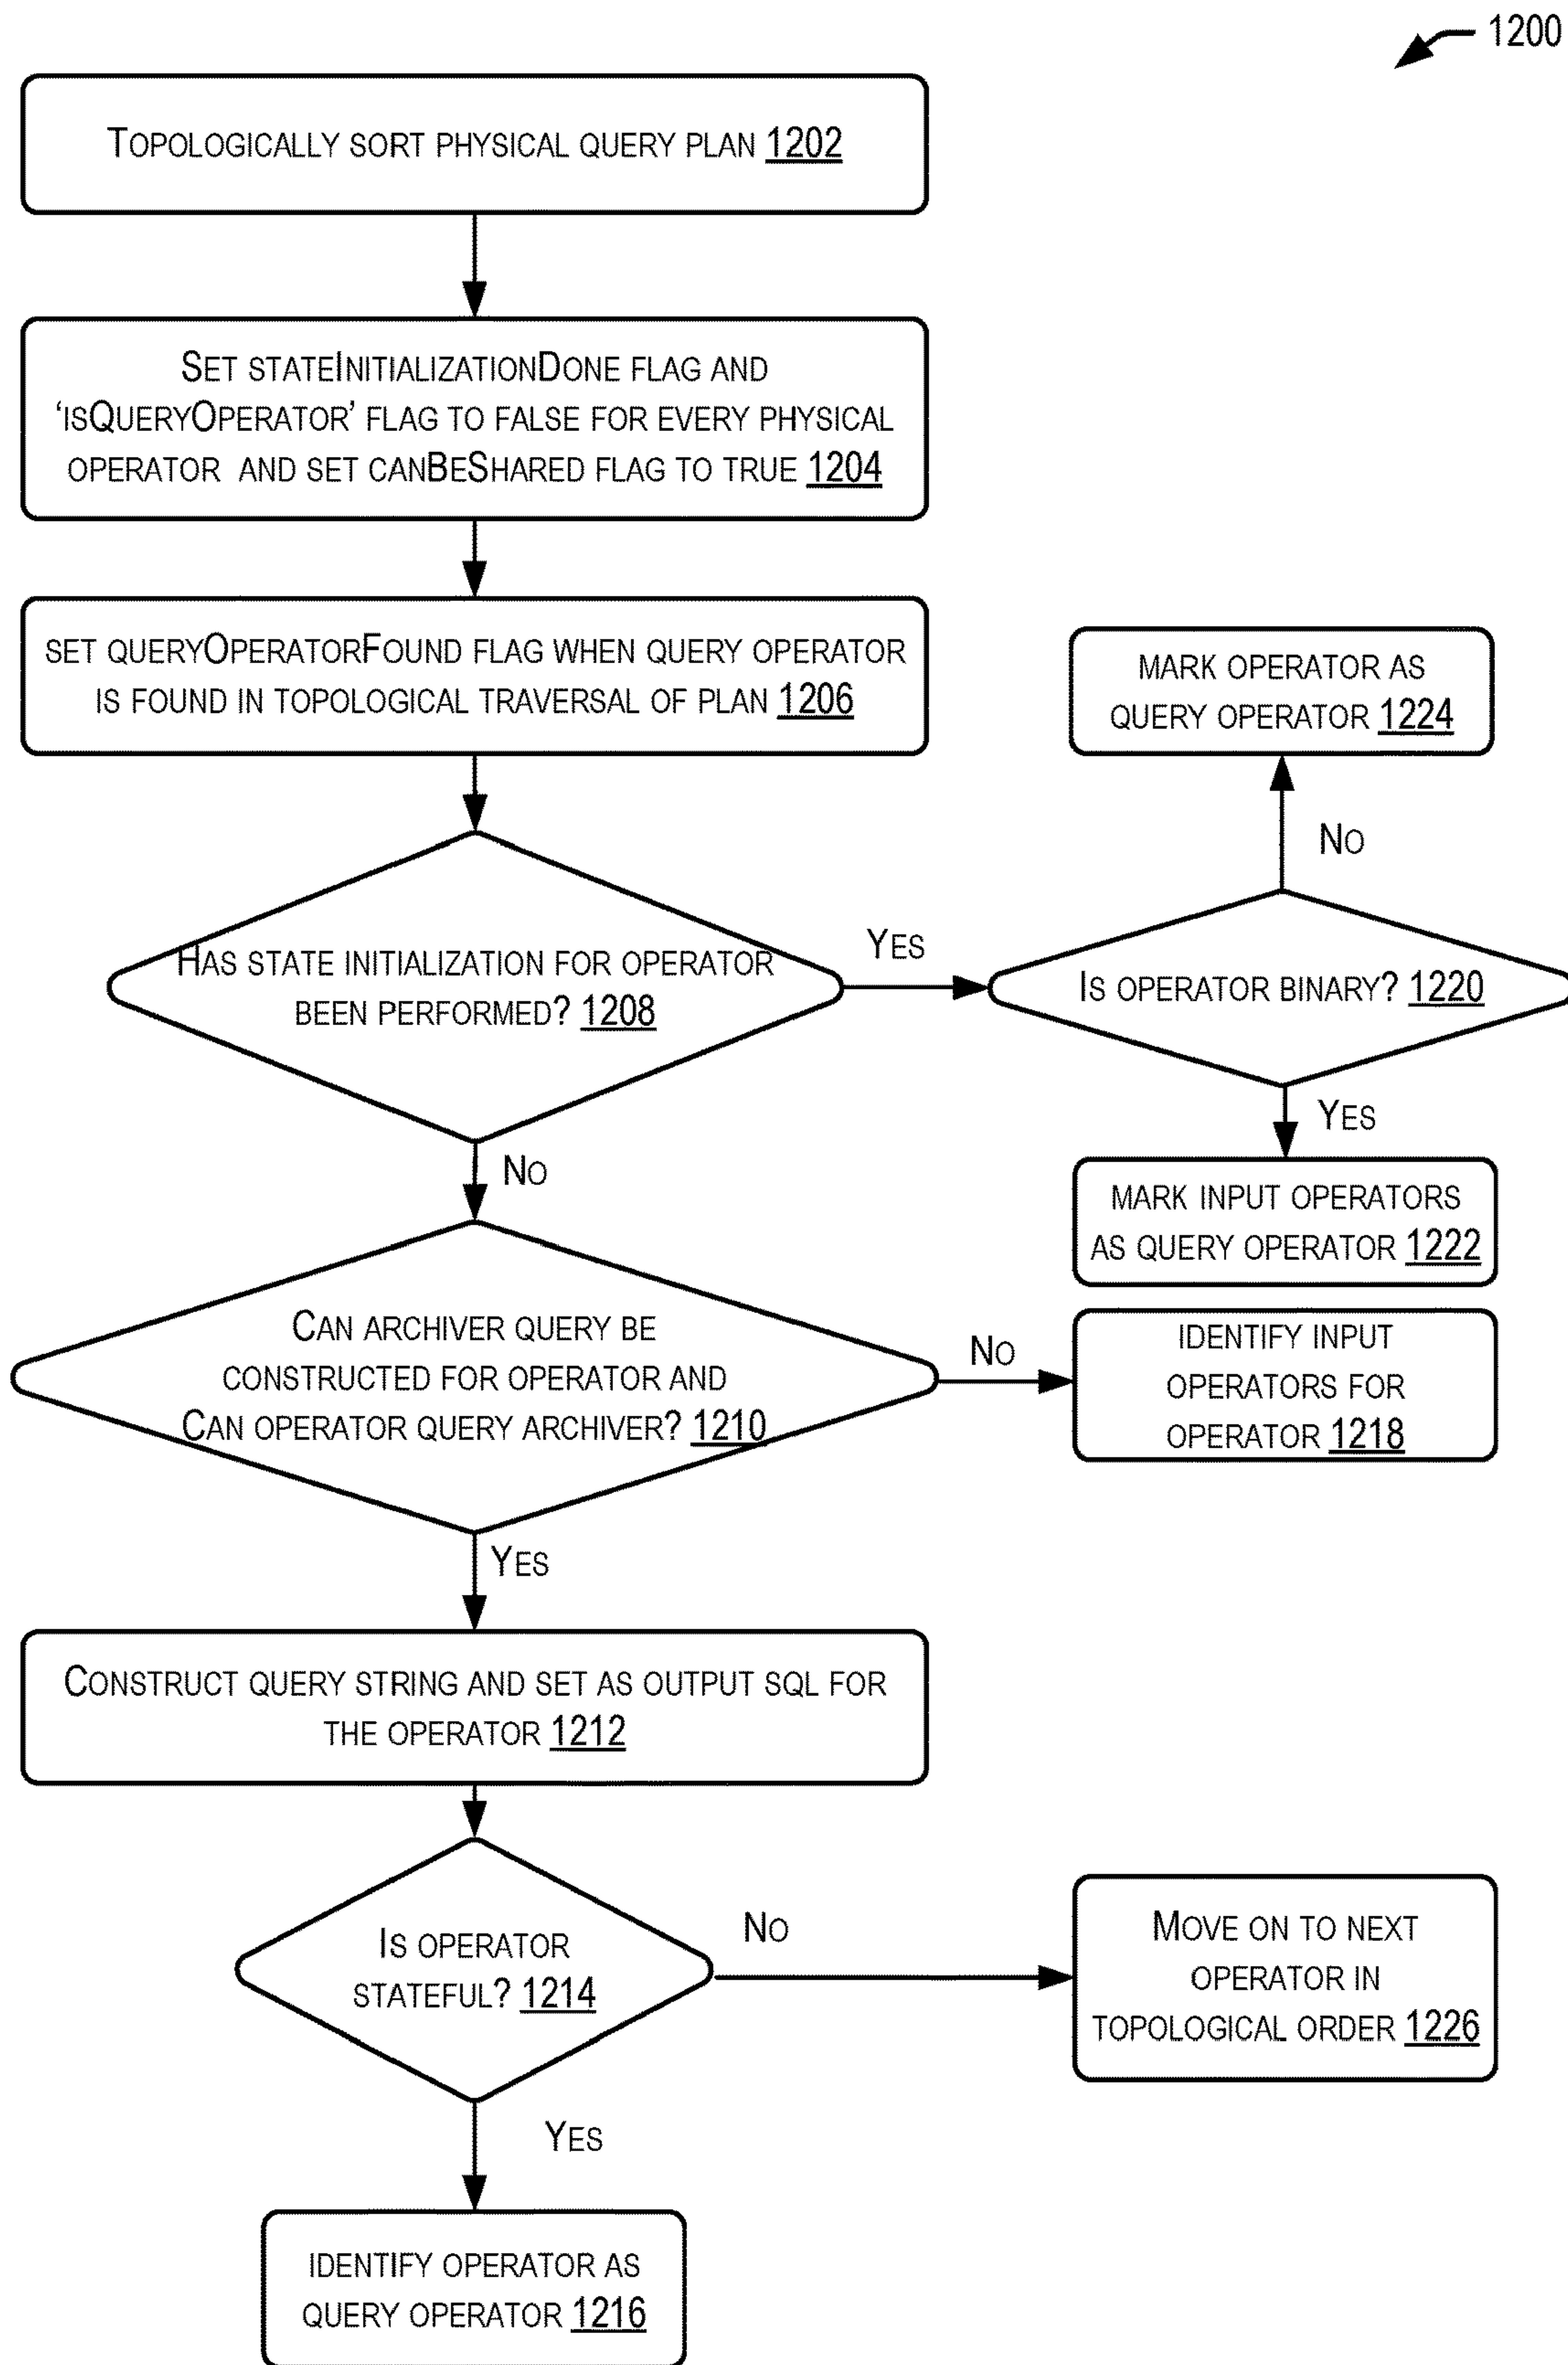 1200
Topologically sort physical query plan 1202
Set stateInitializationDone flag and
‘isQueryOperator’ flag to false for every physical
operator and set canBeShared flag to true 1204
set queryOperatorFound flag when query operator
is found in topological traversal of plan 1206
mark operator as
query operator 1224
No
Has state initialization for operator
been performed? 1208
Yes
Is operator binary? 1220
Yes
mark input operators
as query operator 1222
No
Can archiver query be
constructed for operator and
Can operator query archiver? 1210
No
identify input
operators for
operator 1218
Yes
Construct query string and set as output sql for
the operator 1212
Is operator
stateful? 1214
No
Move on to next
operator in
topological order 1226
Yes
identify operator as
query operator 1216